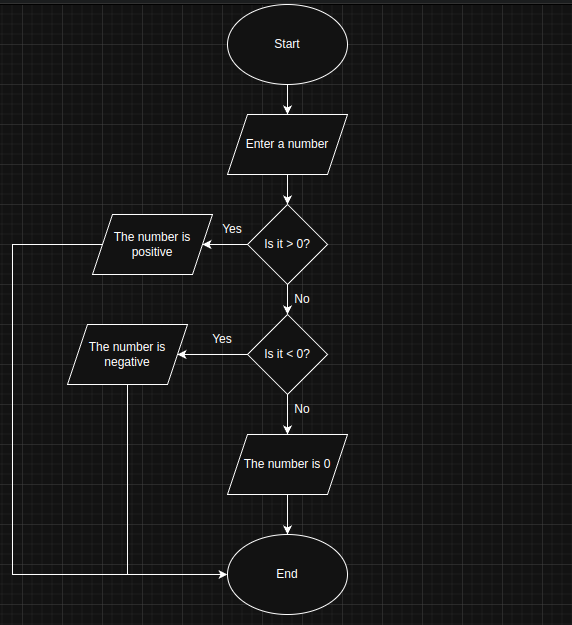 Start
Enter a number
Is it > 0?
Yes
The number is
positive
No
Is it < 0?
Yes
The number is
negative
No
The number is 0
End